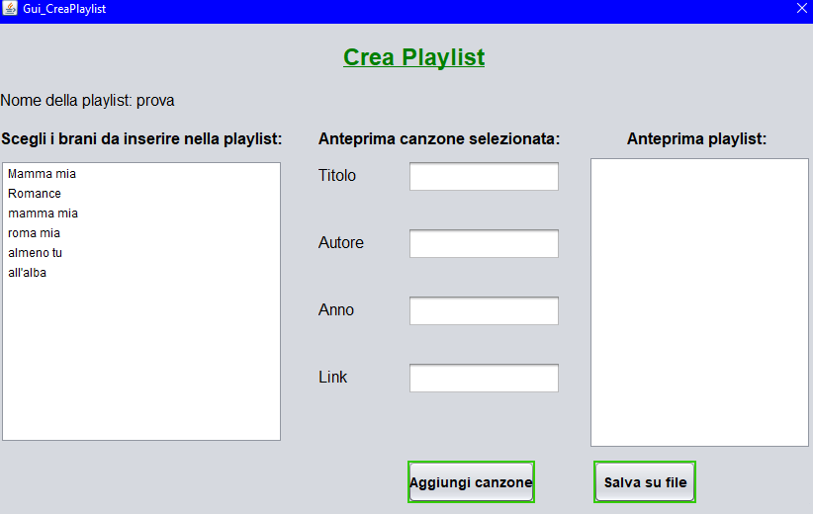 Gui_CreaPlaylist
Crea Playlist
Nome della playlist: prova
Scegli i brani da inserire nella playlist:
Mamma mia
Romance
mamma mia
roma mia
almeno tu
all'alba
Anteprima canzone selezionata:
Titolo
Autore
Anno
Link
Aggiungi canzone
Anteprima playlist:
Salva su file